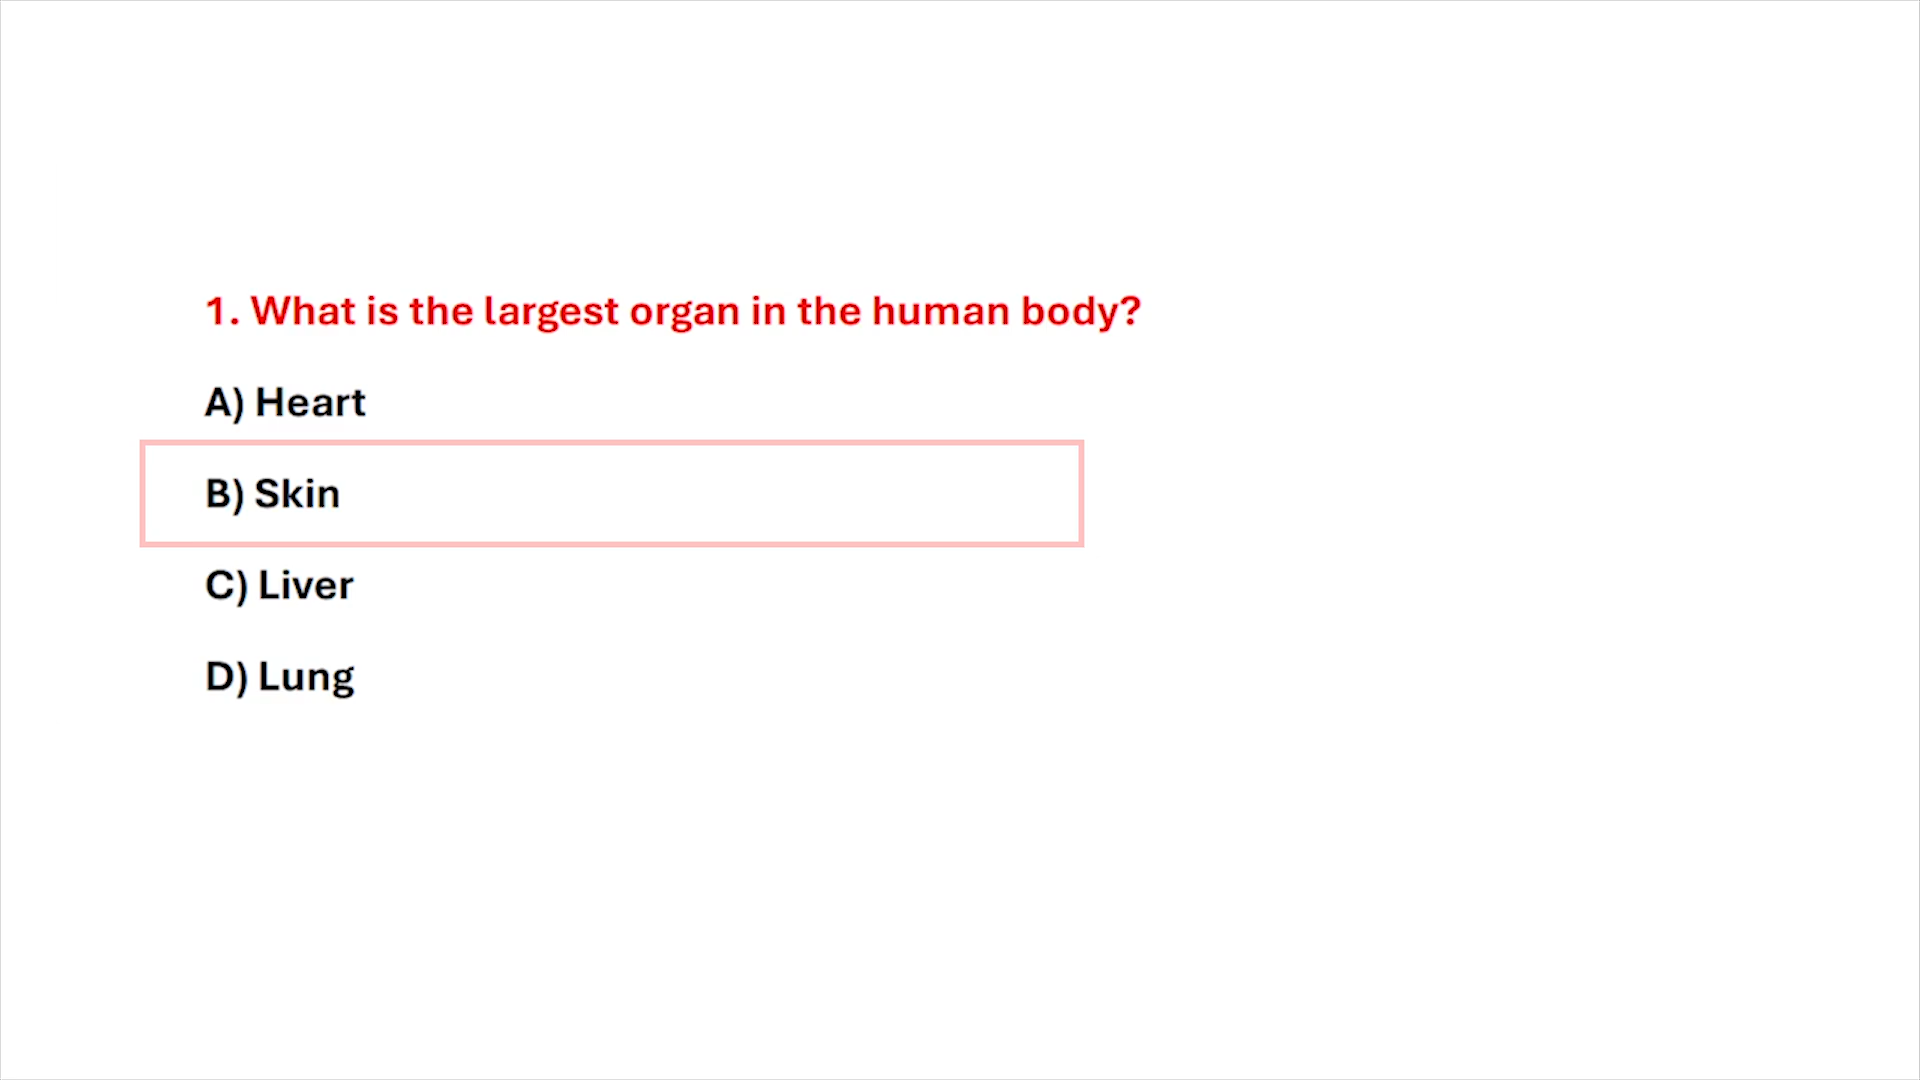 1. What is the largest organ in the human body?
A) Heart
B) Skin
C) Liver
D) Lung